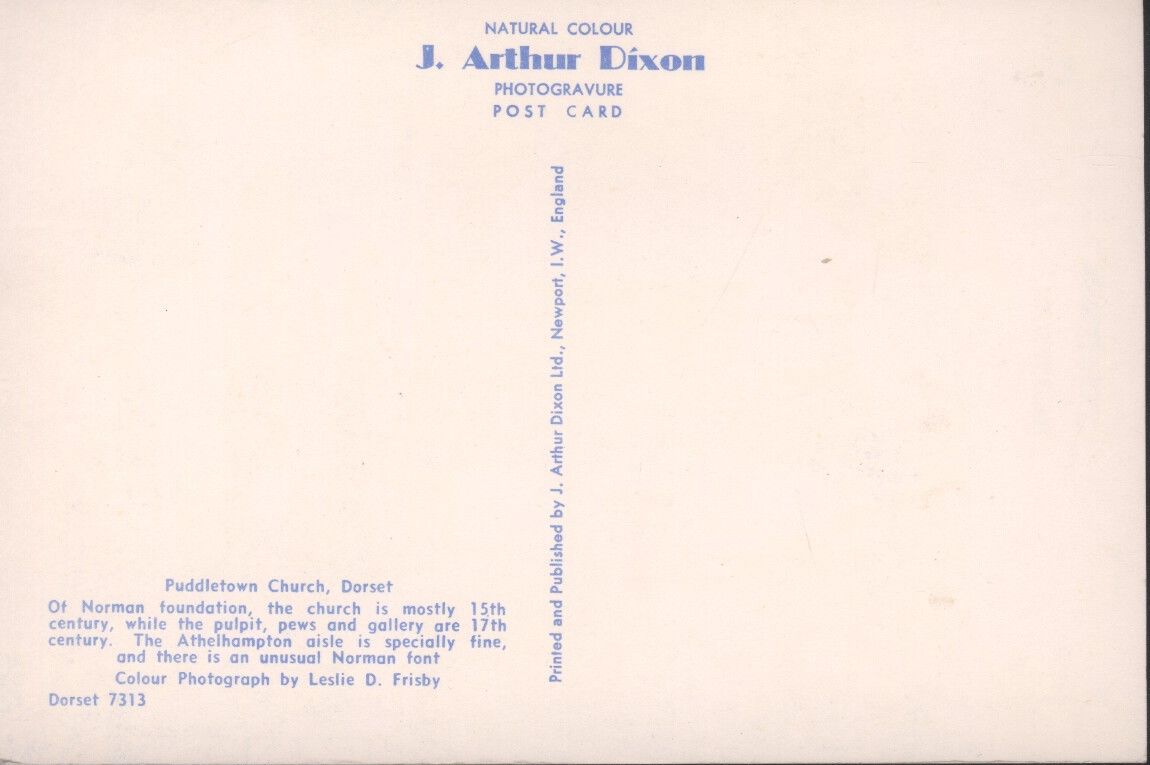 NATURAL COLOUR
J. Arthur Dixon
PHOTOGRAVURE
POST CARD
Printed and Published by J. Arthur Dixon Ltd., Newport, I.W., England
Puddletown Church, Dorset
Of Norman foundation, the church is mostly 15th
century, while the pulpit, pews and gallery are 17th
century. The Athelhampton aisle is specially fine,
and there is an unusual Norman font
Colour Photograph by Leslie D. Frisby
Dorset 7313